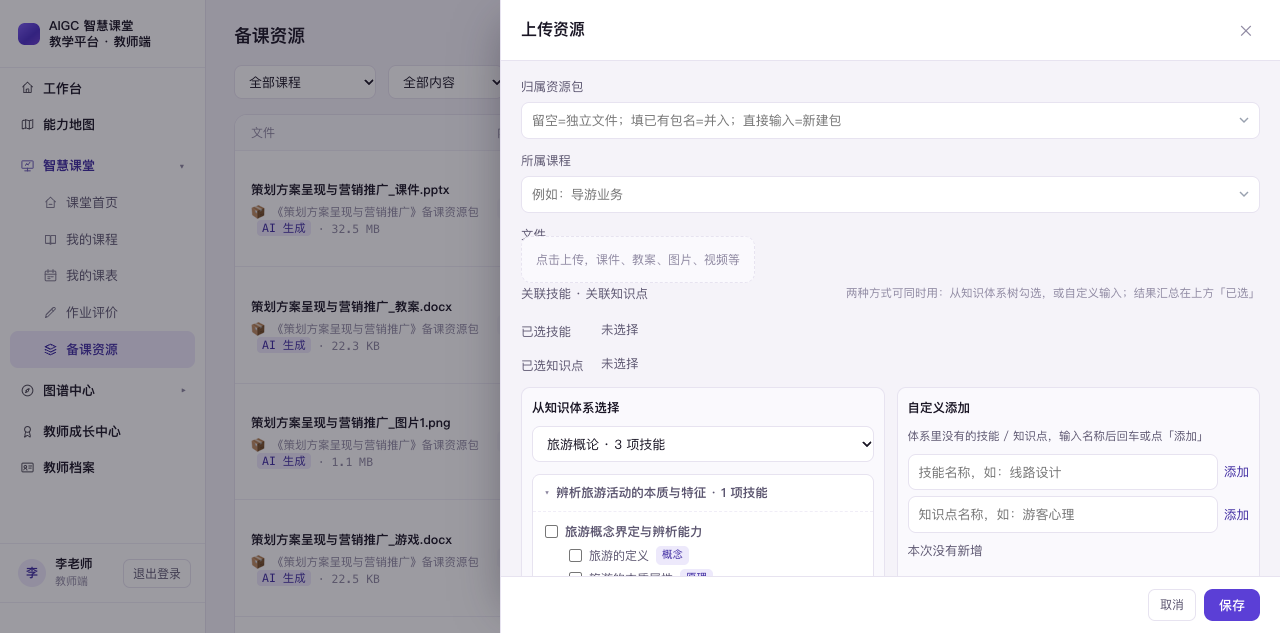 AIGC 智慧课堂
教学平台 · 教师端
工作台
能力地图
智慧课堂
课堂首页
我的课程
我的课表
作业评价
备课资源
图谱中心
教师成长中心
教师档案
李
李老师
教师端
退出登录
备课资源
全部课程
全部内容
文件
策划方案呈现与营销推广_课件.pptx
《策划方案呈现与营销推广》备课资源包
AI 生成 · 32.5 MB
策划方案呈现与营销推广_教案.docx
《策划方案呈现与营销推广》备课资源包
AI 生成 · 22.3 KB
策划方案呈现与营销推广_图片1.png
《策划方案呈现与营销推广》备课资源包
AI 生成 · 1.1 MB
策划方案呈现与营销推广_游戏.docx
《策划方案呈现与营销推广》备课资源包
AI 生成 · 22.5 KB
上传资源
归属资源包
留空=独立文件；填已有包名=并入；直接输入=新建包
所属课程
例如：导游业务
文件
点击上传，课件、教案、图片、视频等
关联技能 · 关联知识点
两种方式可同时用：从知识体系树勾选，或自定义输入；结果汇总在上方「已选」
已选技能 未选择
已选知识点 未选择
从知识体系选择
旅游概论 · 3 项技能
辨析旅游活动的本质与特征 · 1 项技能
旅游概念界定与辨析能力
旅游的定义 概念
旅游的本质属性 原理
自定义添加
体系里没有的技能 / 知识点，输入名称后回车或点「添加」
技能名称，如：线路设计 添加
知识点名称，如：游客心理 添加
本次没有新增
取消
保存